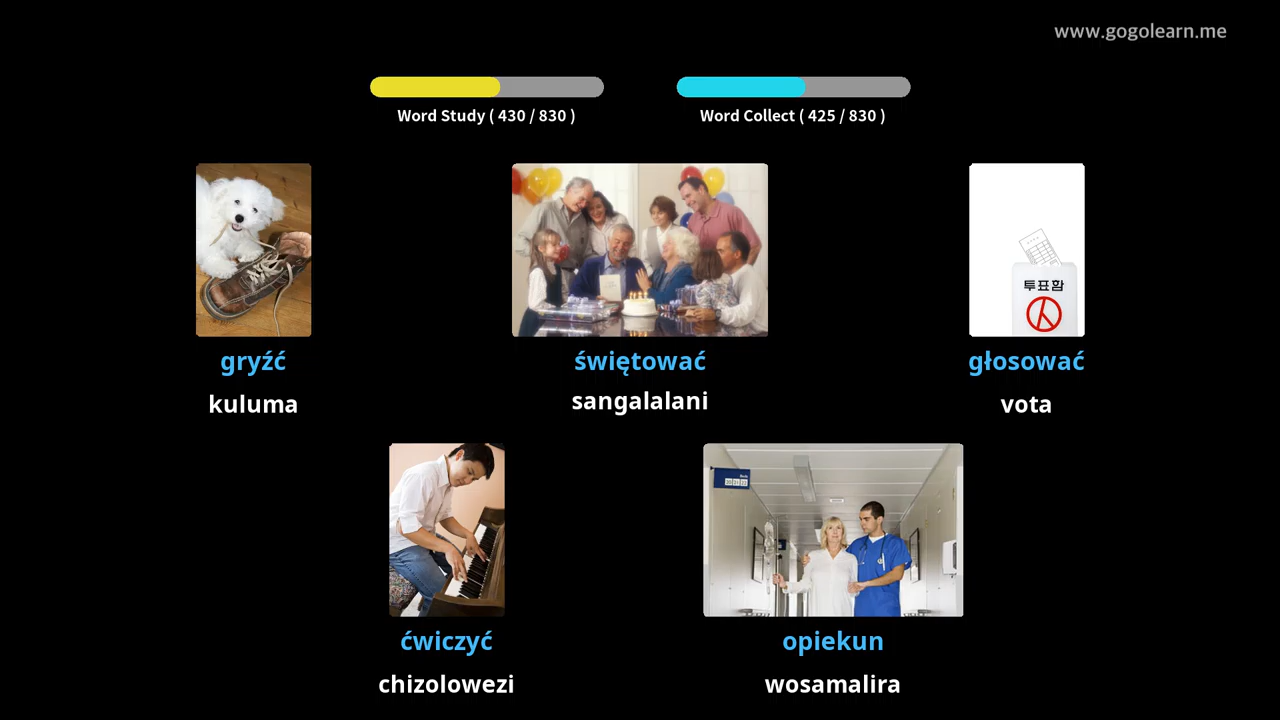 www.gogolearn.me
Word Study ( 430 / 830 )
Word Collect ( 425 / 830 )
투표함
gryźć
świętować
głosować
kuluma
sangalalani
vota
ćwiczyć
opiekun
chizolowezi
wosamalira